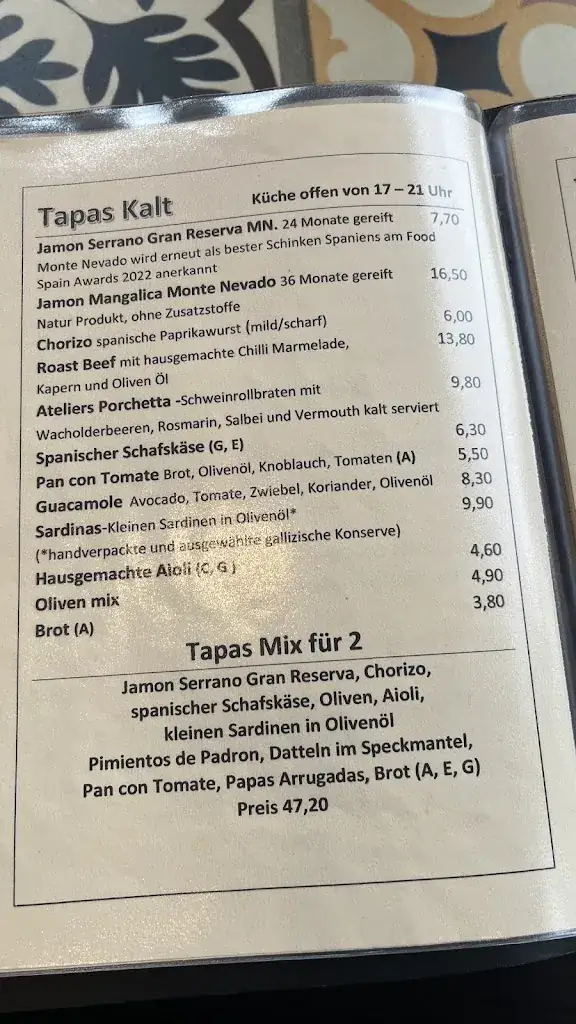 Tapas Kalt Küche offen von 17 – 21 Uhr
Jamon Serrano Gran Reserva MN. 24 Monate gereift 7,70
Monte Nevado wird erneut als bester Schinken Spaniens am Food
Spain Awards 2022 anerkannt
Jamon Mangalica Monte Nevado 36 Monate gereift 16,50
Natur Produkt, ohne Zusatzstoffe
Chorizo spanische Paprikawurst (mild/scharf) 6,00
Roast Beef mit hausgemachte Chilli Marmelade, 13,80
Kapern und Oliven Öl
Ateliers Porchetta -Schweinrollbraten mit 9,80
Wacholderbeeren, Rosmarin, Salbei und Vermouth kalt serviert
Spanischer Schafskäse (G, E) 6,30
Pan con Tomate Brot, Olivenöl, Knoblauch, Tomaten (A) 5,50
Guacamole Avocado, Tomate, Zwiebel, Koriander, Olivenöl 8,30
Sardinas-Kleinen Sardinen in Olivenöl* 9,90
(*handverpackte und ausgewählte gallizische Konserve)
Hausgemachte Aioli (C, G ) 4,60
Oliven mix 4,90
Brot (A) 3,80
Tapas Mix für 2
Jamon Serrano Gran Reserva, Chorizo,
spanischer Schafskäse, Oliven, Aioli,
kleinen Sardinen in Olivenöl
Pimientos de Padron, Datteln im Speckmantel,
Pan con Tomate, Papas Arrugadas, Brot (A, E, G)
Preis 47,20